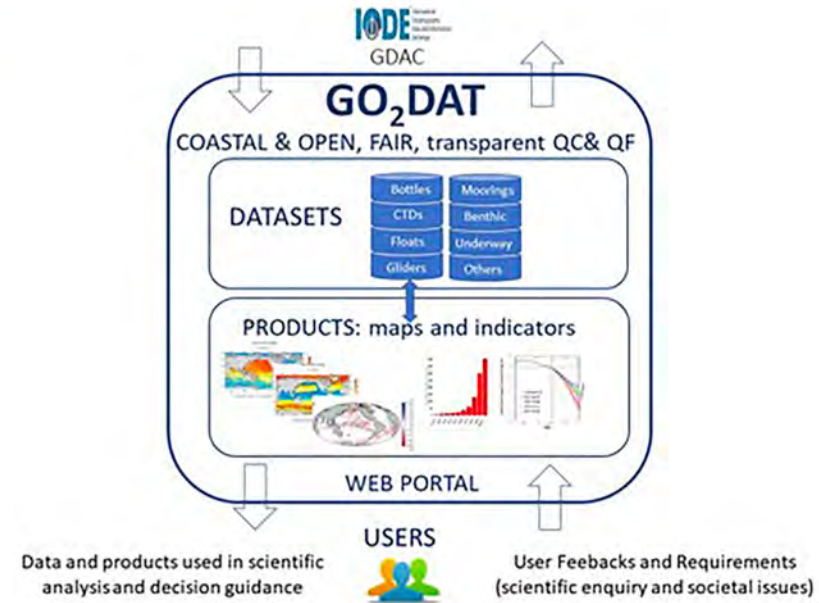 IODE
GDAC
GO₂DAT
COASTAL & OPEN, FAIR, transparent QC& QF
DATASETS
Bottles
CTDs
Floats
Gliders
Moorings
Benthic
Underway
Others
PRODUCTS: maps and indicators
WEB PORTAL
USERS
Data and products used in scientific
analysis and decision guidance
User Feebacks and Requirements
(scientific enquiry and societal issues)